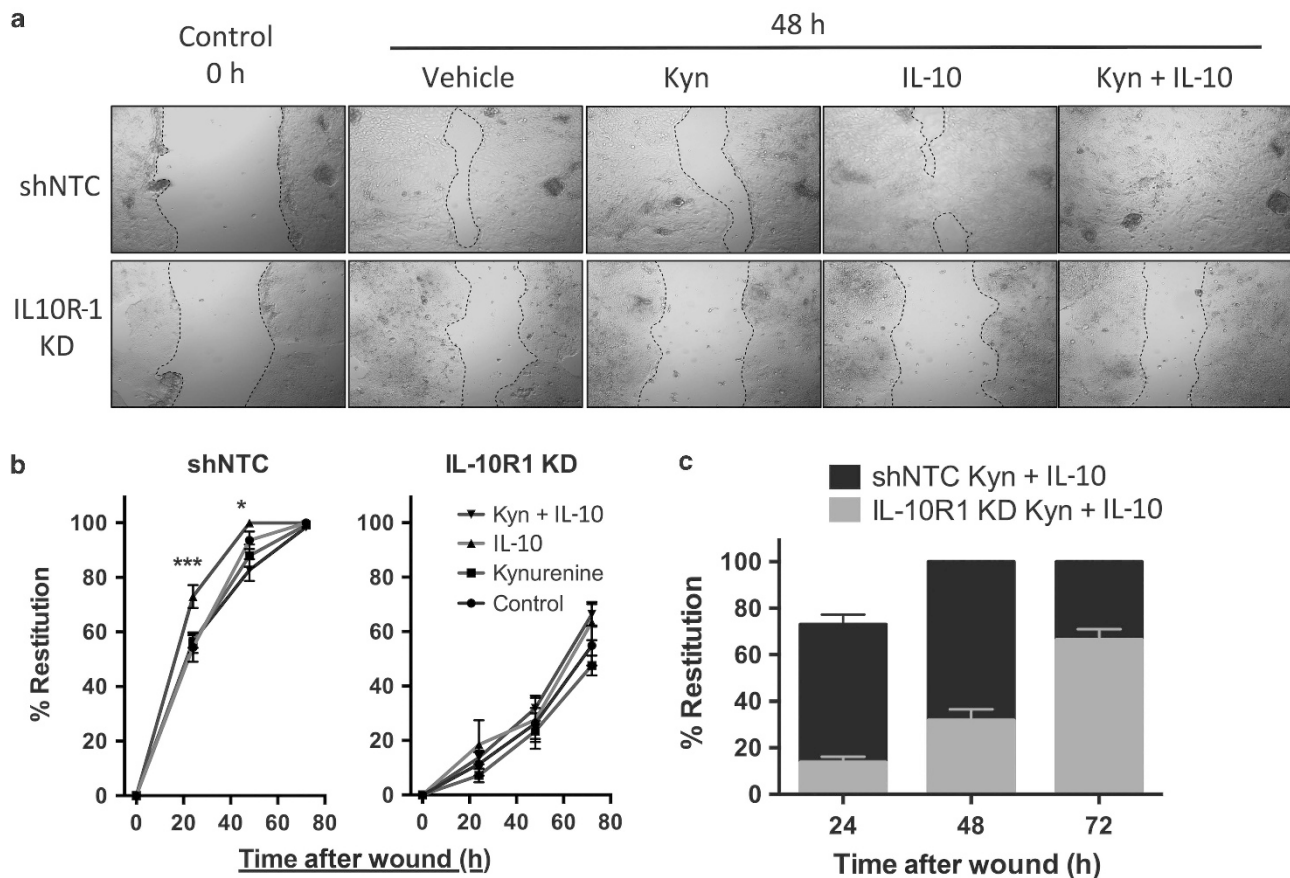 a
Control
0 h
48 h
Vehicle
Kyn
IL-10
Kyn + IL-10
shNTC
IL10R-1
KD
b
shNTC
IL-10R1 KD
% Restitution
100
80
60
40
20
0
***
*
0 20 40 60 80
100
80
60
40
20
0
Kyn + IL-10
IL-10
Kynurenine
Control
0 20 40 60 80
Time after wound (h)
c
shNTC Kyn + IL-10
IL-10R1 KD Kyn + IL-10
% Restitution
100
80
60
40
20
0
24 48 72
Time after wound (h)